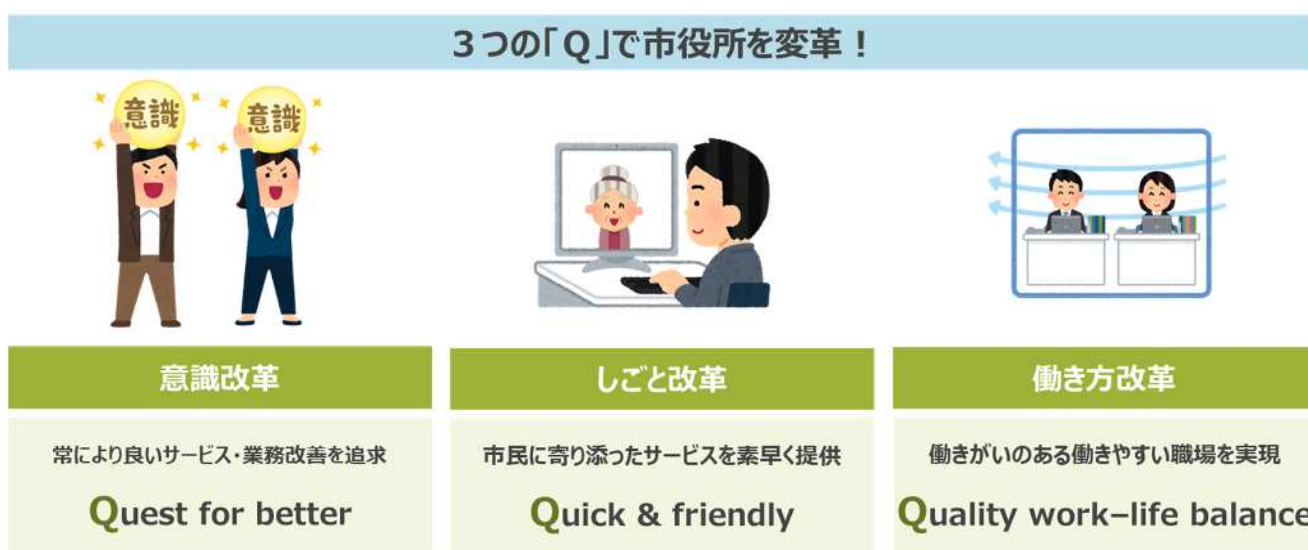 3つの「Q」で市役所を変革!
意識
意識
意識改革
常により良いサービス・業務改善を追求
Quest for better
しごと改革
市民に寄り添ったサービスを素早く提供
Quick & friendly
働き方改革
働きがいのある働きやすい職場を実現
Quality work–life balance